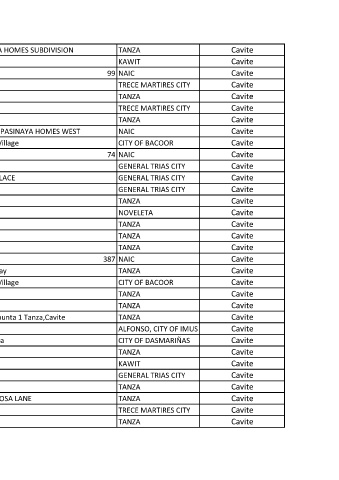 A HOMES SUBDIVISION TANZA Cavite
KAWIT Cavite
99 NAIC Cavite
TRECE MARTIRES CITY Cavite
TANZA Cavite
TRECE MARTIRES CITY Cavite
TANZA Cavite
PASINAYA HOMES WEST NAIC Cavite
Village CITY OF BACOOR Cavite
74 NAIC Cavite
GENERAL TRIAS CITY Cavite
LACE GENERAL TRIAS CITY Cavite
GENERAL TRIAS CITY Cavite
TANZA Cavite
NOVELETA Cavite
TANZA Cavite
TANZA Cavite
TANZA Cavite
387 NAIC Cavite
ay TANZA Cavite
Village CITY OF BACOOR Cavite
TANZA Cavite
TANZA Cavite
punta 1 Tanza,Cavite TANZA Cavite
ALFONSO, CITY OF IMUS Cavite
a CITY OF DASMARIÑAS Cavite
TANZA Cavite
KAWIT Cavite
GENERAL TRIAS CITY Cavite
TANZA Cavite
OSA LANE TANZA Cavite
TRECE MARTIRES CITY Cavite
TANZA Cavite